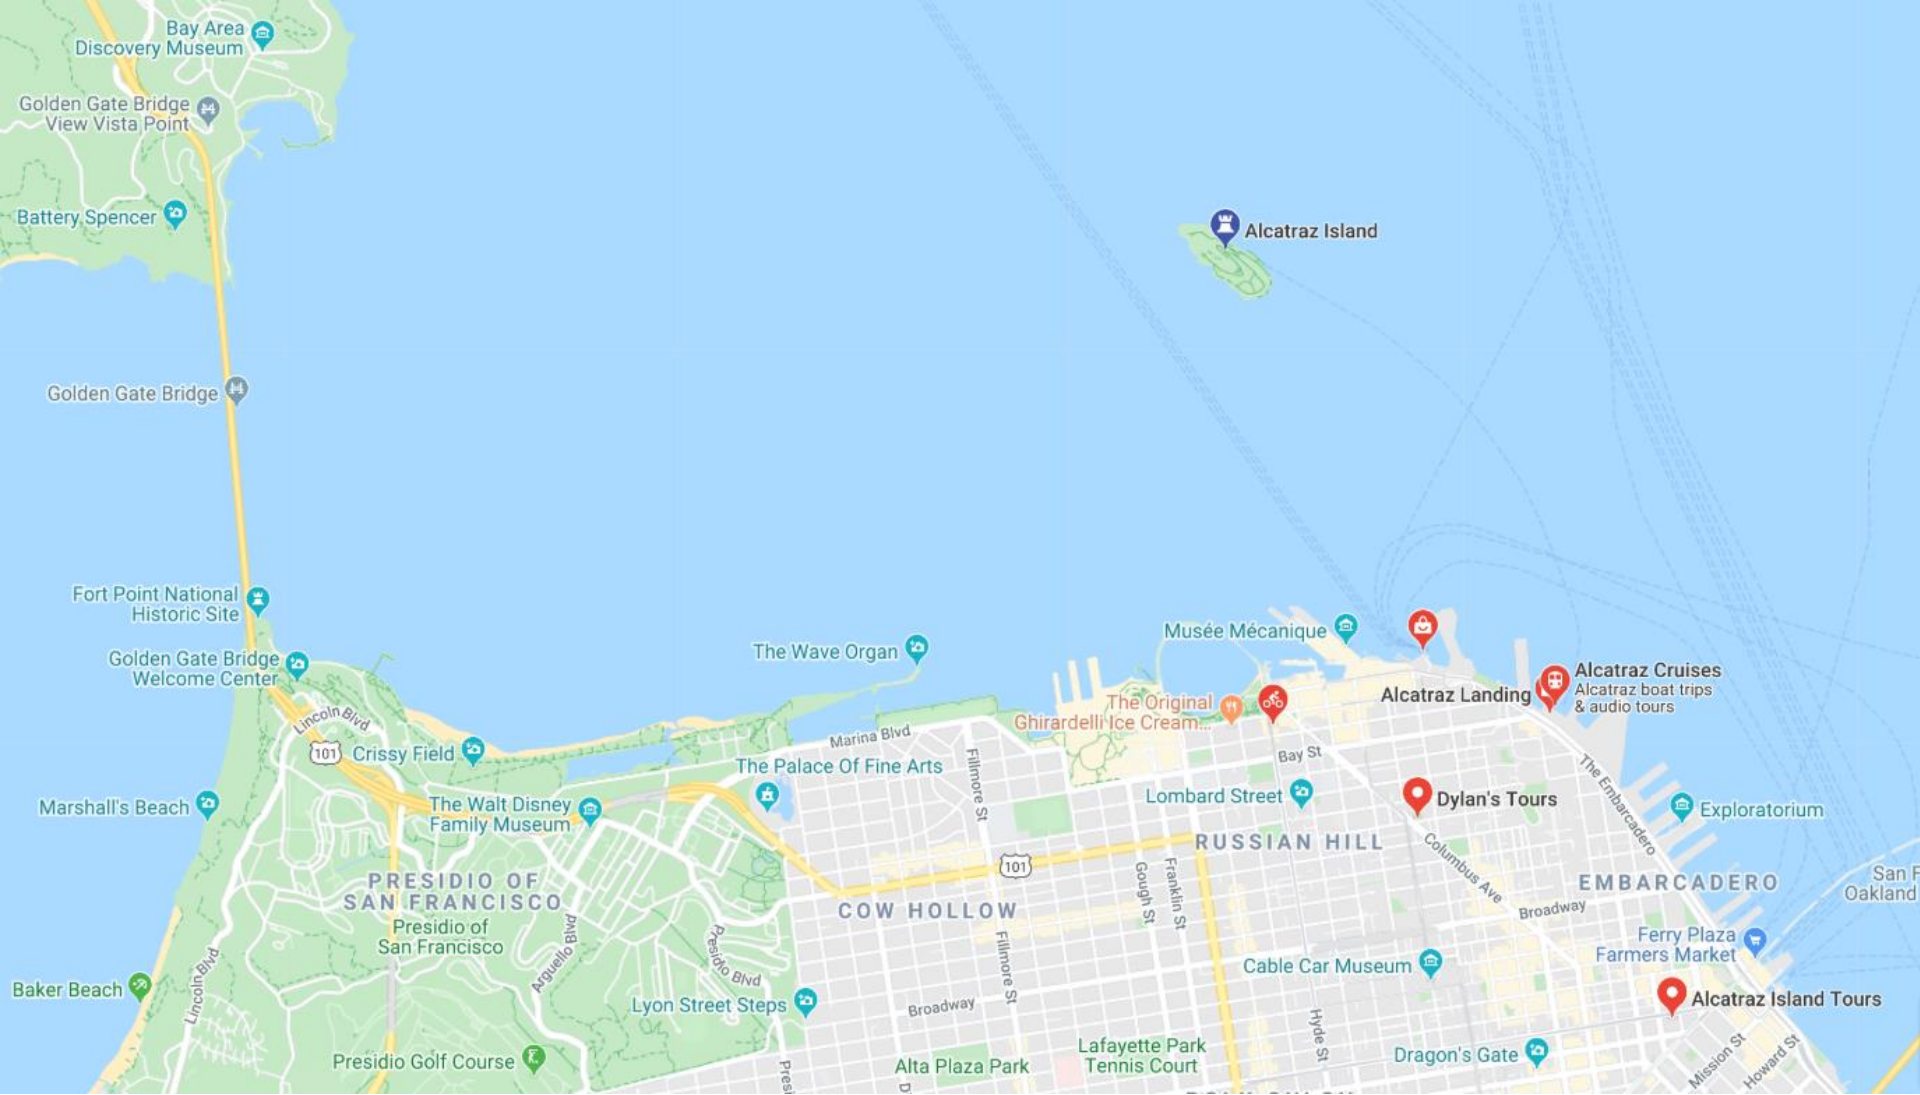 Bay Area
Discovery Museum
Golden Gate Bridge
View Vista Point
Battery Spencer
Alcatraz Island
Golden Gate Bridge
Fort Point National
Historic Site
Golden Gate Bridge
Welcome Center
The Wave Organ
Musée Mécanique
Alcatraz Cruises
Alcatraz boat trips
& audio tours
Alcatraz Landing
The Original
Ghirardelli Ice Cream...
Lincoln Blvd
101
Crissy Field
Marina Blvd
Fillmore St
Bay St
The Palace Of Fine Arts
The Embarcadero
Marshall's Beach
The Walt Disney
Family Museum
Lombard Street
Dylan's Tours
Exploratorium
RUSSIAN HILL
Columbus Ave
101
Gough St
Franklin St
PRESIDIO OF
SAN FRANCISCO
Presidio of
San Francisco
COW HOLLOW
EMBARCADERO
San F
Oakland
Broadway
Arguello Blvd
Presidio Blvd
Fillmore St
Ferry Plaza
Farmers Market
Cable Car Museum
Baker Beach
Lincoln Blvd
Lyon Street Steps
Broadway
Alcatraz Island Tours
Hyde St
Presidio Golf Course
Presi
Alta Plaza Park
D
Lafayette Park
Tennis Court
Dragon's Gate
Mission St
Howard St